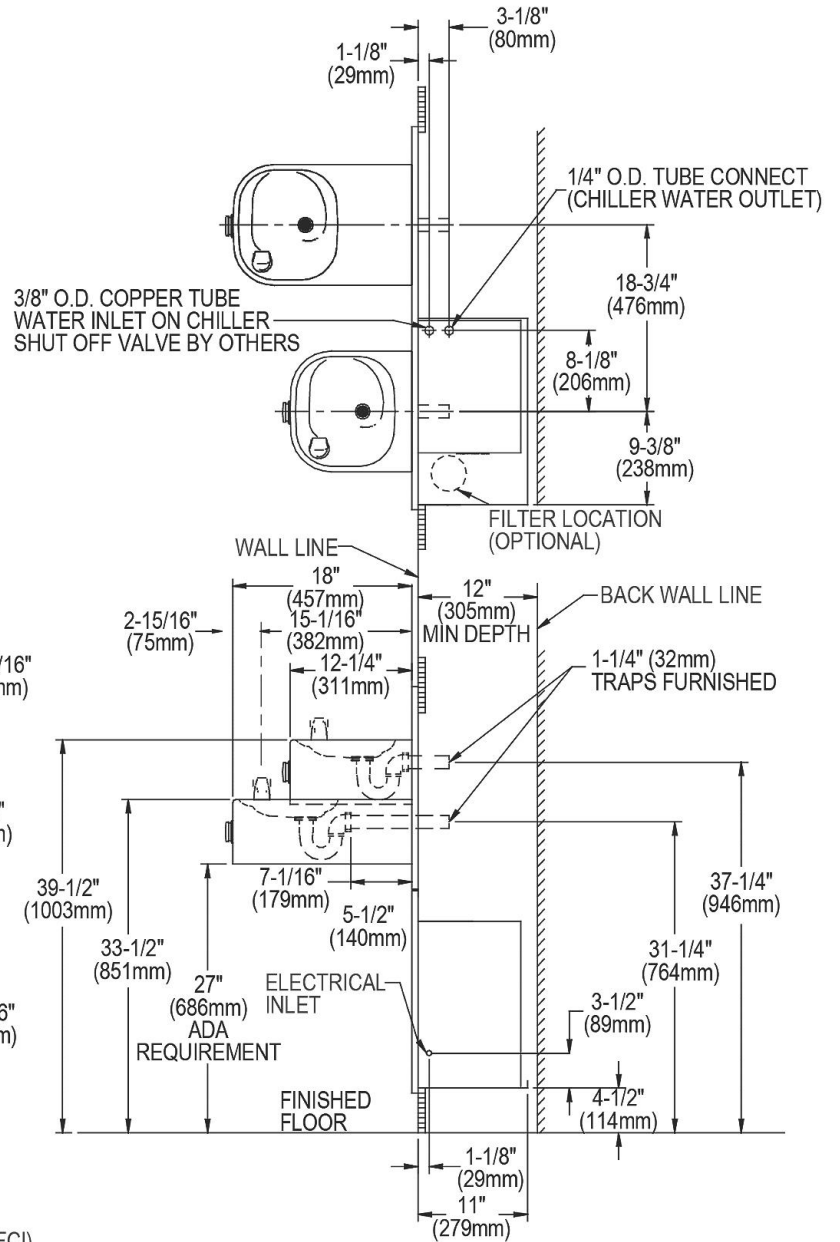 3-1/8"
(80mm)
1-1/8"
(29mm)
1/4" O.D. TUBE CONNECT
(CHILLER WATER OUTLET)
18-3/4"
(476mm)
3/8" O.D. COPPER TUBE
WATER INLET ON CHILLER
SHUT OFF VALVE BY OTHERS
8-1/8"
(206mm)
9-3/8"
(238mm)
FILTER LOCATION
(OPTIONAL)
WALL LINE
18"
(457mm)
12"
(305mm)
MIN DEPTH
BACK WALL LINE
2-15/16"
(75mm)
15-1/16"
(382mm)
12-1/4"
(311mm)
1-1/4" (32mm)
TRAPS FURNISHED
/16"
7-1/16"
(179mm)
39-1/2"
(1003mm)
37-1/4"
(946mm)
5-1/2"
(140mm)
33-1/2"
(851mm)
31-1/4"
(764mm)
27"
(686mm)
ADA
REQUIREMENT
ELECTRICAL
INLET
3-1/2"
(89mm)
FINISHED
FLOOR
4-1/2"
(114mm)
1-1/8"
(29mm)
11"
(279mm)